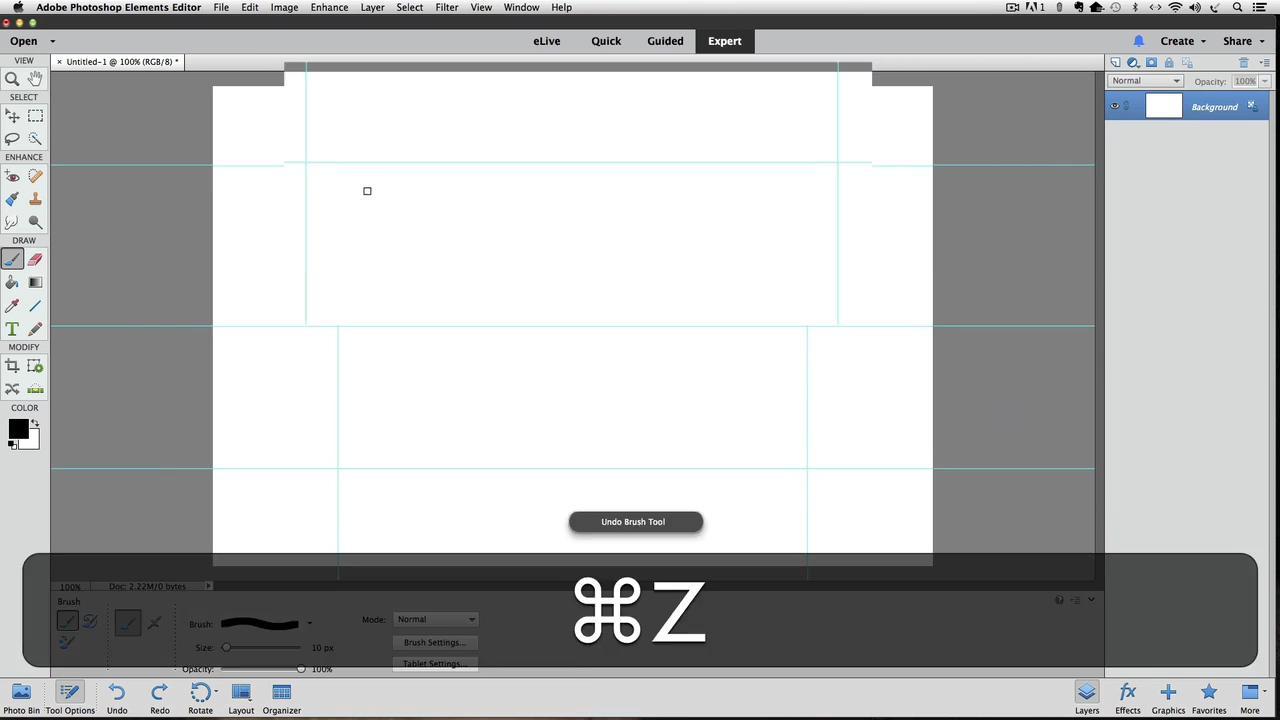 Adobe Photoshop Elements Editor File Edit Image Enhance Layer Select Filter View Window Help
1
Open eLive Quick Guided Expert Create Share
VIEW × Untitled-1 @ 100% (RGB/8) *
Normal Opacity: 100%
SELECT
Background
ENHANCE
DRAW
T
MODIFY
COLOR
Undo Brush Tool
⌘Z
100% Doc: 2.22M/0 bytes
Brush
Brush: Mode: Normal
Size: 10 px Brush Settings...
Opacity: 100% Tablet Settings...
Photo Bin Tool Options Undo Redo Rotate Layout Organizer Layers Effects Graphics Favorites More